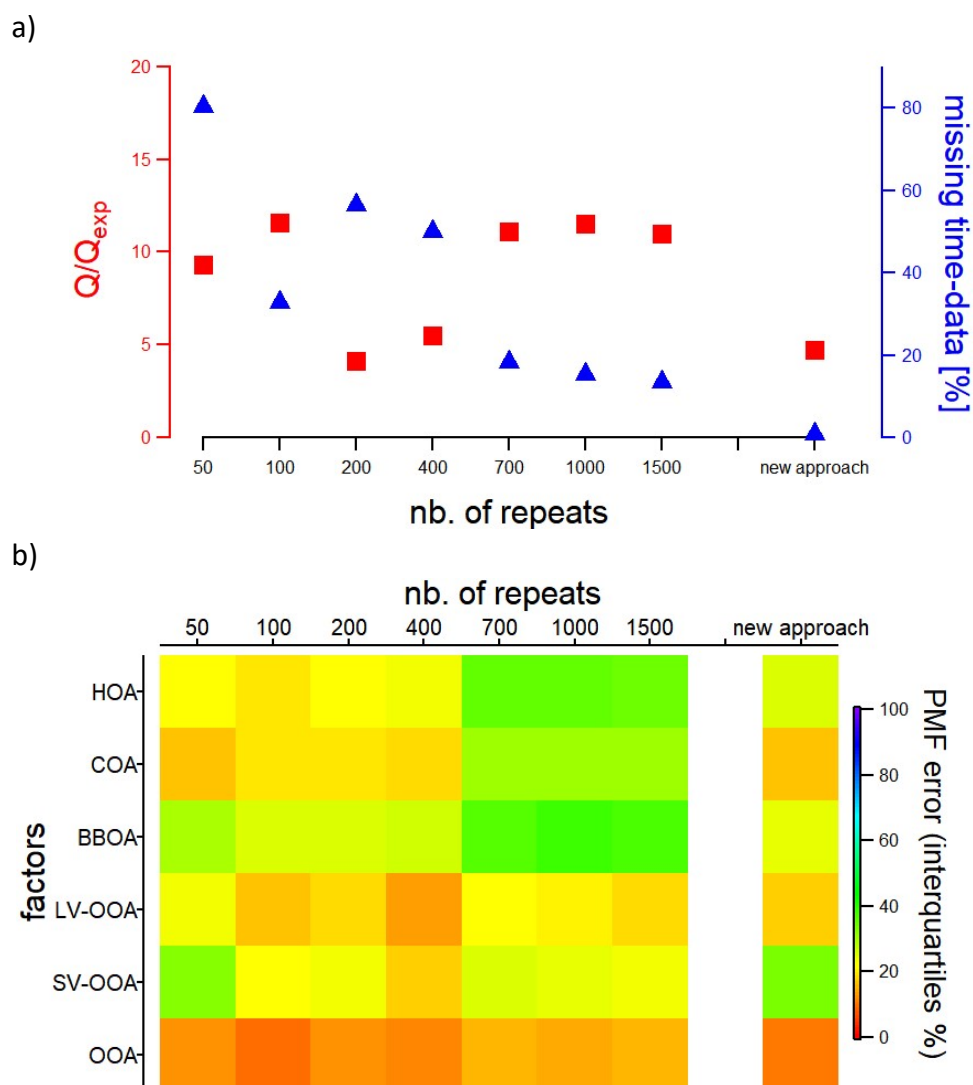 a)
20
15
10
5
0
Q/Qexp
80
60
40
20
0
missing time-data [%]
50 100 200 400 700 1000 1500 new approach
nb. of repeats
b)
nb. of repeats
50 100 200 400 700 1000 1500 new approach
factors
HOA
COA
BBOA
LV-OOA
SV-OOA
OOA
100
80
60
40
20
0
PMF error (interquartiles %)